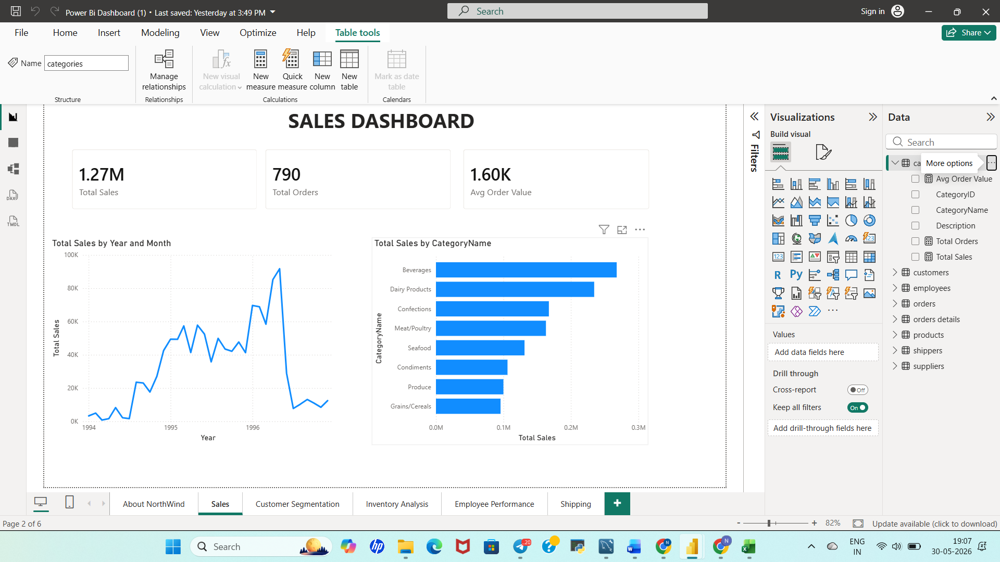 Power Bi Dashboard (1) • Last saved: Yesterday at 3:49 PM
Search
Sign in
File
Home
Insert
Modeling
View
Optimize
Help
Table tools
Share
Name
categories
Structure
Manage
relationships
Relationships
New visual
calculation
New
measure
Quick
measure
New
column
New
table
Calculations
Mark as date
table
Calendars
DAX
TMDL
SALES DASHBOARD
1.27M
Total Sales
790
Total Orders
1.60K
Avg Order Value
Total Sales by Year and Month
100K
80K
60K
40K
20K
0K
Total Sales
1994
1995
1996
Year
Total Sales by CategoryName
CategoryName
Beverages
Dairy Products
Confections
Meat/Poultry
Seafood
Condiments
Produce
Grains/Cereals
0.0M
0.1M
0.2M
0.3M
Total Sales
Filters
Visualizations
Build visual
123
123
R
Py
...
Values
Add data fields here
Drill through
Cross-report
Off
Keep all filters
On
Add drill-through fields here
Data
Search
ca
More options
Avg Order Value
CategoryID
CategoryName
Description
Total Orders
Total Sales
customers
employees
orders
orders details
products
shippers
suppliers
About NorthWind
Sales
Customer Segmentation
Inventory Analysis
Employee Performance
Shipping
+
Page 2 of 6
-
+
82%
Update available (click to download)
Search
hp
20
?
W
N
N
X
ENG
IN
19:07
30-05-2026